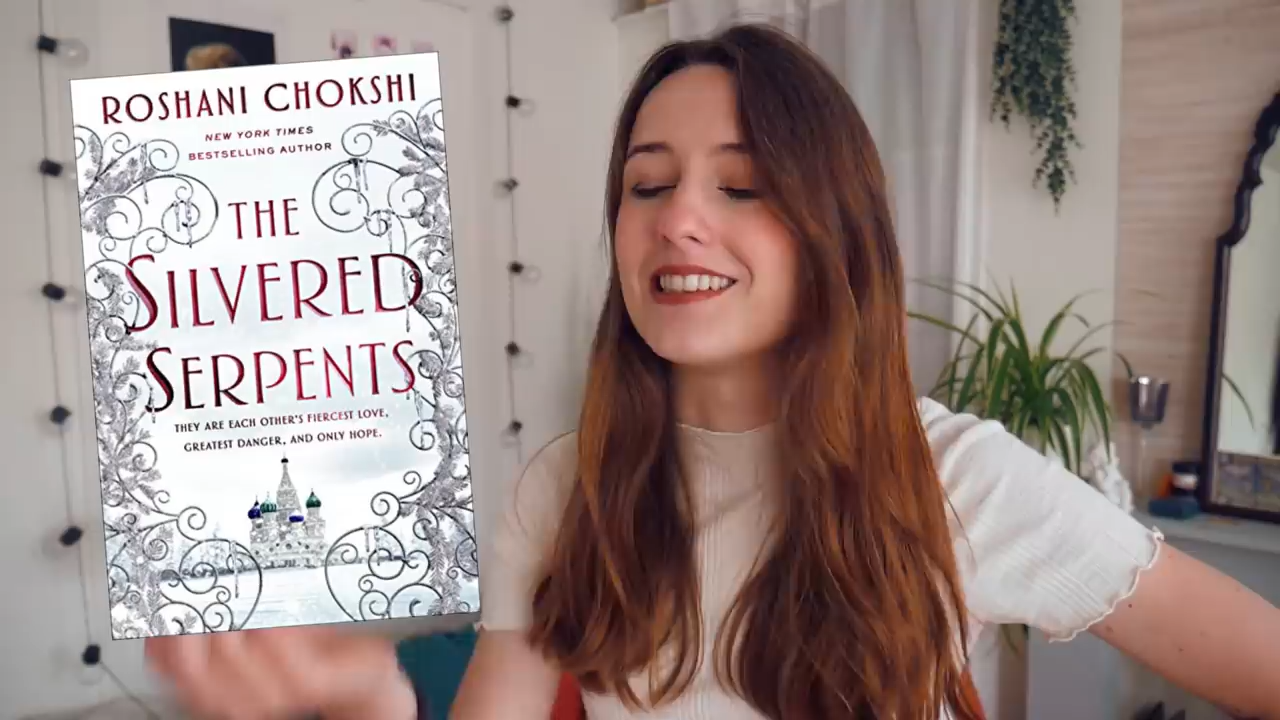 ROSHANI CHOKSHI
NEW YORK TIMES
BESTSELLING AUTHOR
THE
SILVERED
SERPENTS
THEY ARE EACH OTHER'S FIERCEST LOVE,
GREATEST DANGER, AND ONLY HOPE.